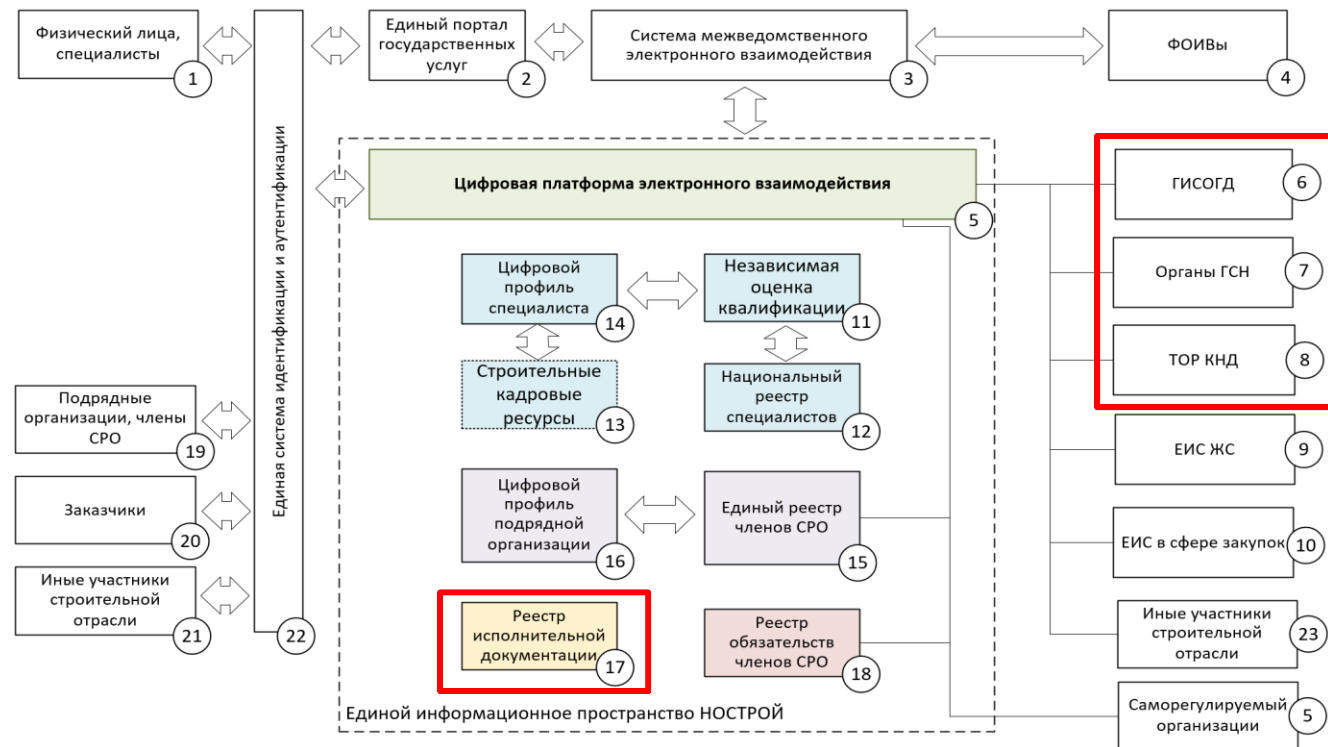 Физический лица,
специалисты
1
Единый портал
государственных
услуг
2
Система межведомственного
электронного взаимодействия
3
ФОИВы
4
Единая система идентификации и аутентификации
22
Цифровая платформа электронного взаимодействия
5
ГИСОГД
6
Органы ГСН
7
ТОР КНД
8
ЕИС ЖС
9
ЕИС в сфере закупок
10
Иные участники
строительной
отрасли
23
Саморегулируемый
организации
5
Цифровой
профиль
специалиста
14
Независимая
оценка
квалификации
11
Строительные
кадровые
ресурсы
13
Национальный
реестр
специалистов
12
Подрядные
организации, члены
СРО
19
Заказчики
20
Иные участники
строительной
отрасли
21
Цифровой
профиль
подрядной
организации
16
Единый реестр
членов СРО
15
Реестр
исполнительной
документации
17
Реестр
обязательств
членов СРО
18
Единой информационное пространство НОСТРОЙ